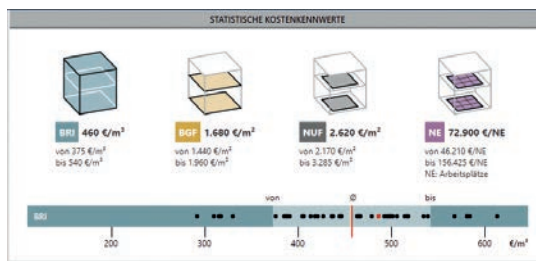 STATISTISCHE KOSTENKENNWERTE
BRI 460 €/m³
von 375 €/m³
bis 540 €/m³
BGF 1.680 €/m²
von 1.440 €/m²
bis 1.960 €/m²
NUF 2.620 €/m²
von 2.170 €/m²
bis 3.285 €/m²
NE 72.900 €/NE
von 46.210 €/NE
bis 156.425 €/NE
NE: Arbeitsplätze
von Ø bis
BRI
200 300 400 500 600 €/m³